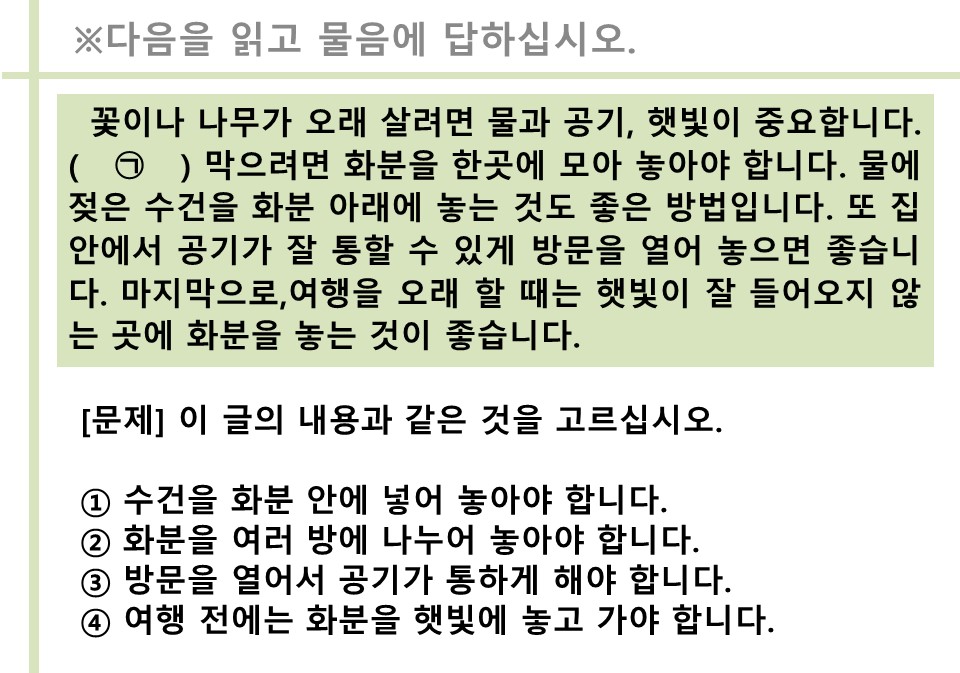 ※다음을 읽고 물음에 답하십시오.
꽃이나 나무가 오래 살려면 물과 공기, 햇빛이 중요합니다.
( ㉠ ) 막으려면 화분을 한곳에 모아 놓아야 합니다. 물에
젖은 수건을 화분 아래에 놓는 것도 좋은 방법입니다. 또 집
안에서 공기가 잘 통할 수 있게 방문을 열어 놓으면 좋습니
다. 마지막으로,여행을 오래 할 때는 햇빛이 잘 들어오지 않
는 곳에 화분을 놓는 것이 좋습니다.
[문제] 이 글의 내용과 같은 것을 고르십시오.
① 수건을 화분 안에 넣어 놓아야 합니다.
② 화분을 여러 방에 나누어 놓아야 합니다.
③ 방문을 열어서 공기가 통하게 해야 합니다.
④ 여행 전에는 화분을 햇빛에 놓고 가야 합니다.